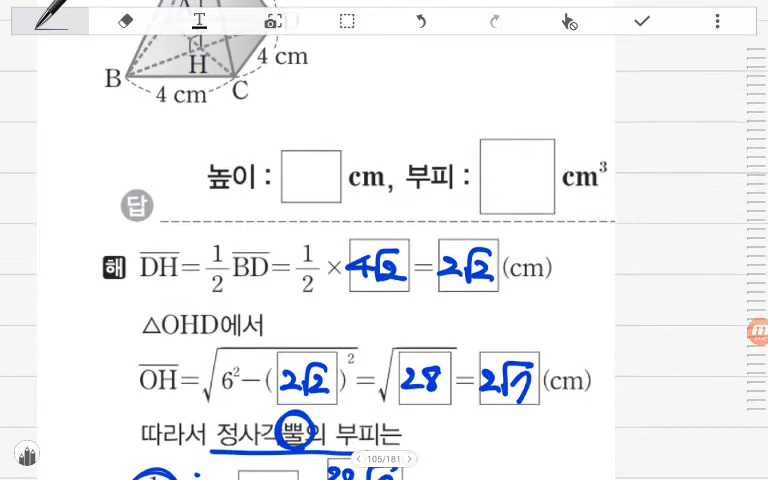 H
4 cm
B
4 cm
C
높이 : cm, 부피 : cm³
답
해 DH=1/2 BD=1/2×4√2=2√2(cm)
△OHD에서
OH=√6²-(2√2)²=√28=2√7(cm)
따라서 정사각뿔의 부피는
105/181